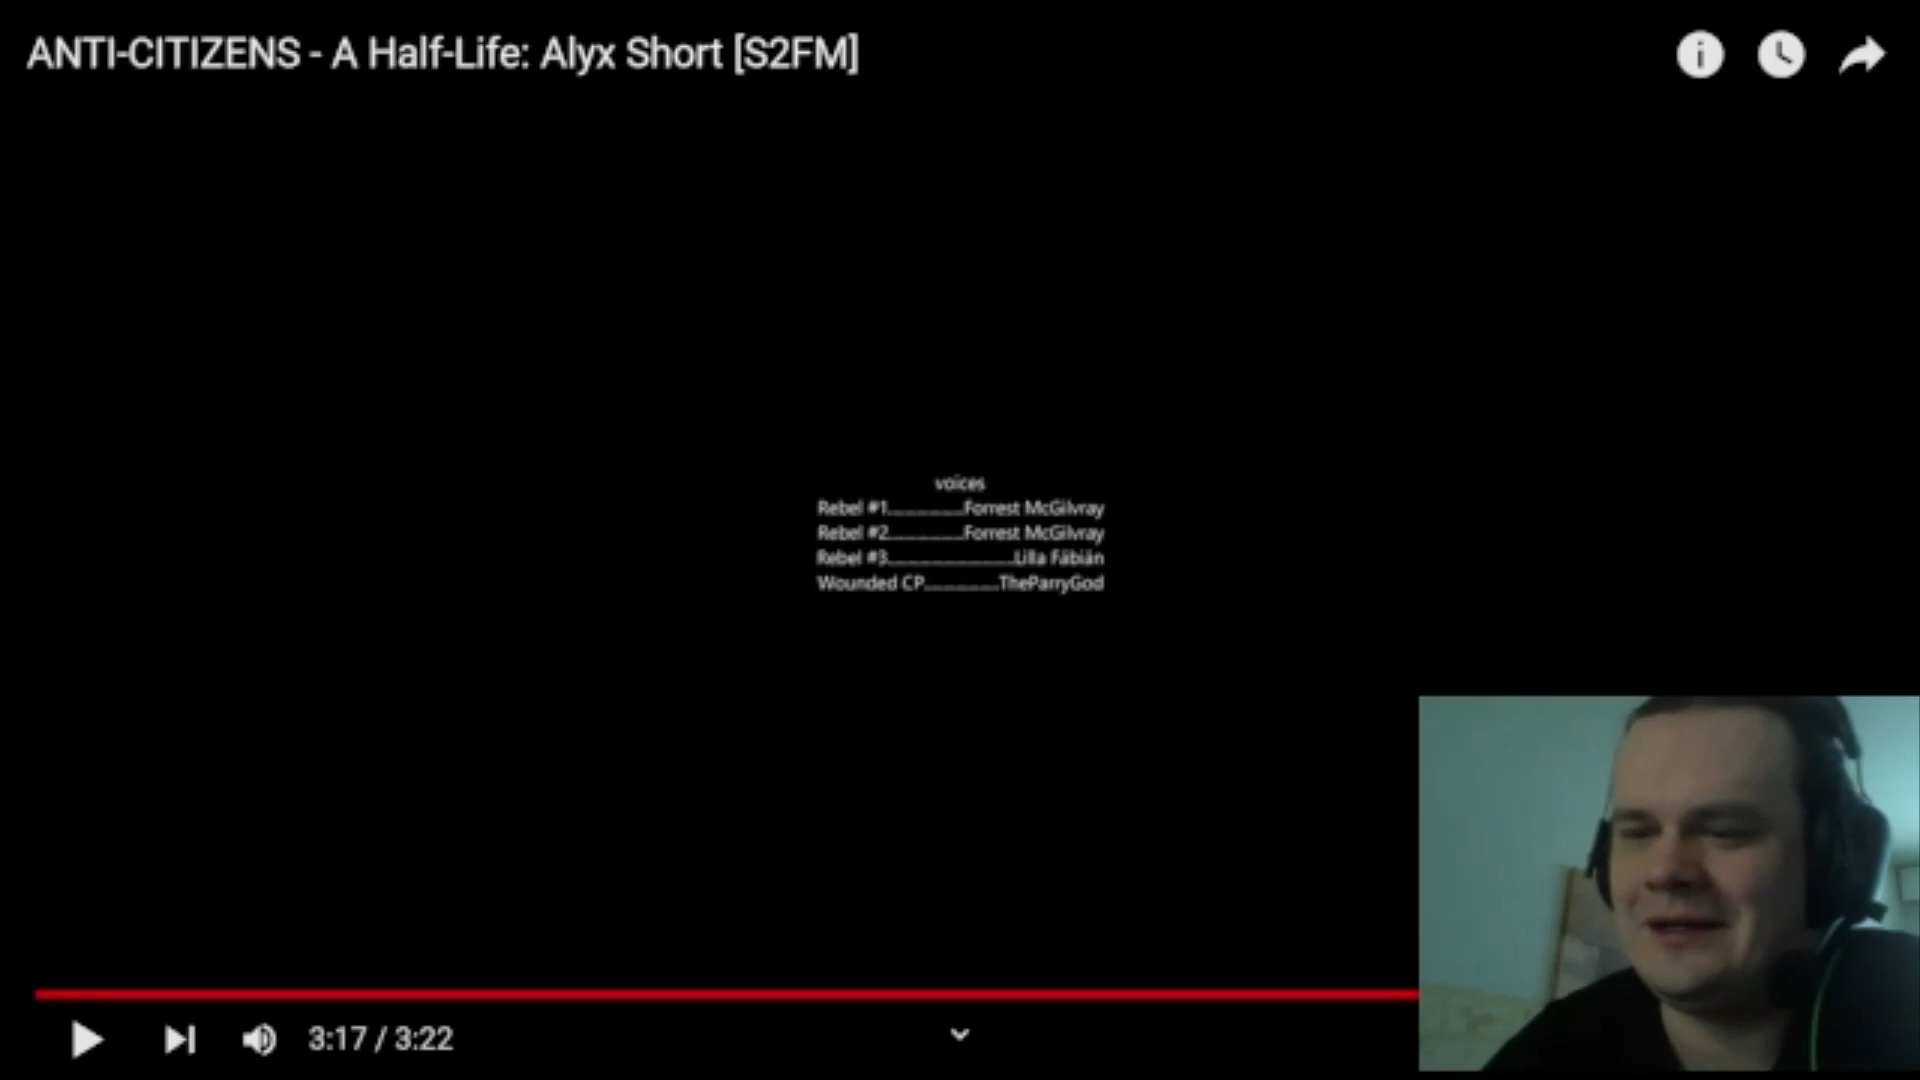 ANTI-CITIZENS - A Half-Life: Alyx Short [S2FM]
voices
Rebel #1................Forrest McGilvray
Rebel #2................Forrest McGilvray
Rebel #3...........................Lilla Fábián
Wounded CP................TheParryGod
3:17 / 3:22